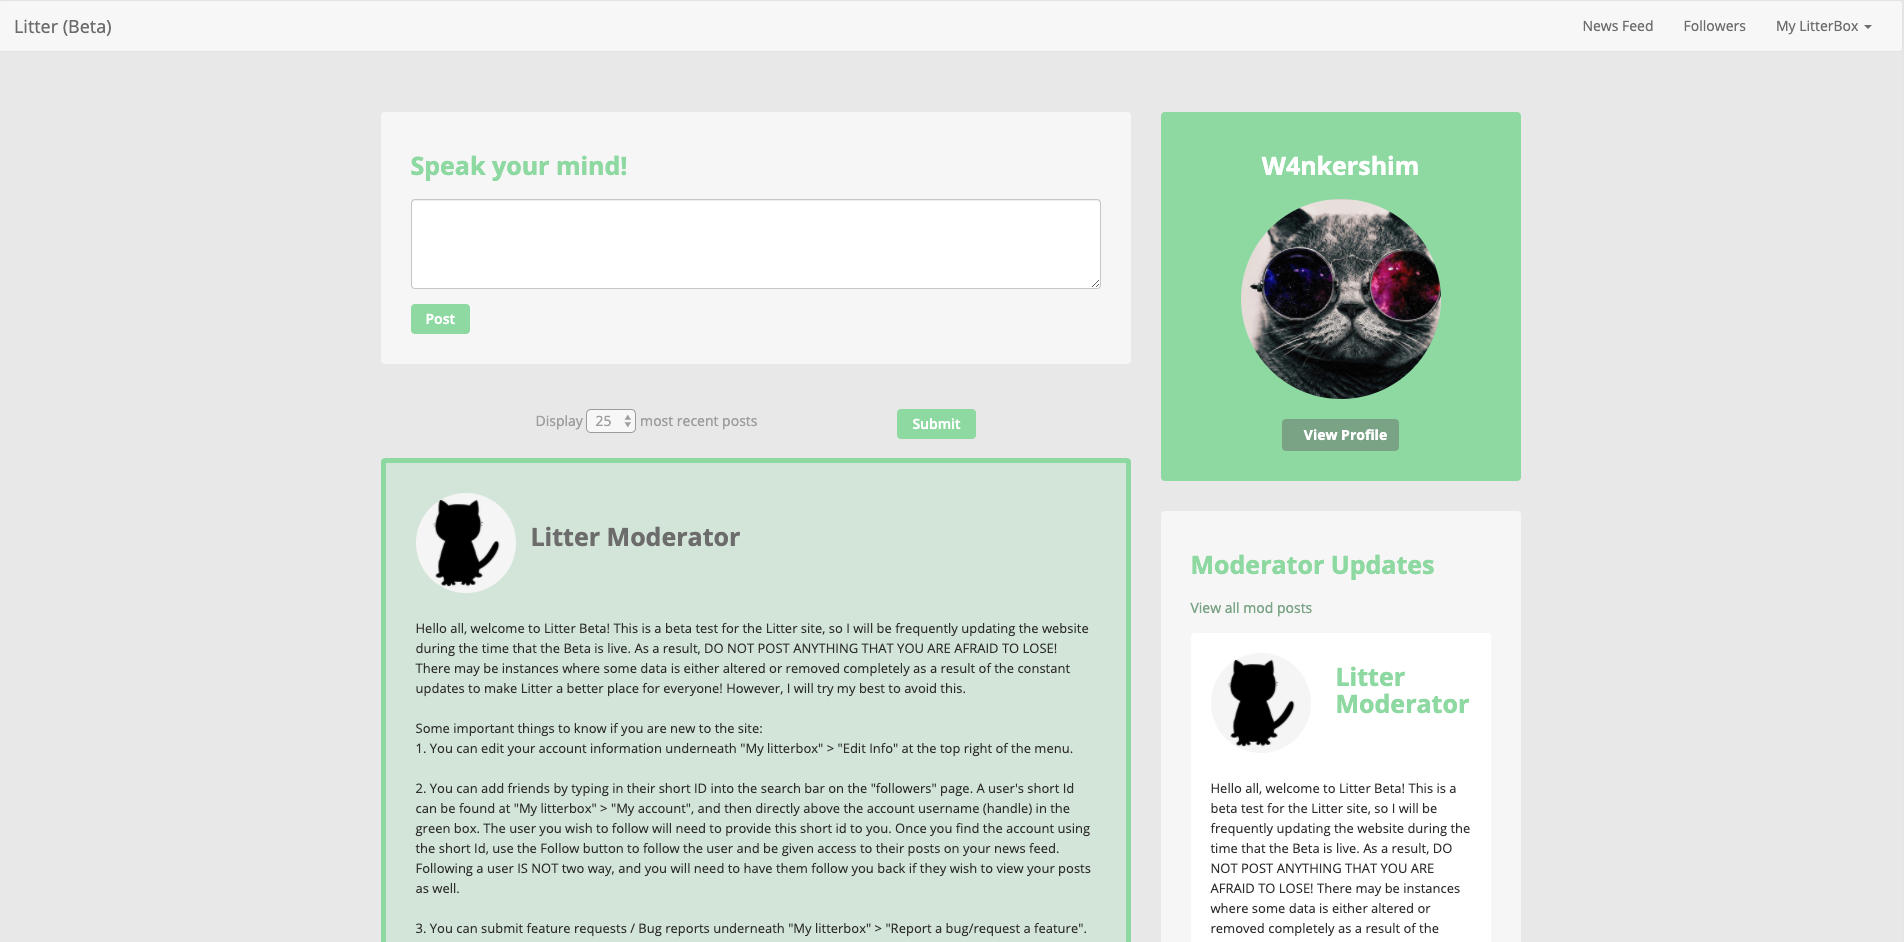 Litter (Beta)
News Feed
Followers
My LitterBox
Speak your mind!
Post
Display 25 most recent posts
Submit
Litter Moderator
Hello all, welcome to Litter Beta! This is a beta test for the Litter site, so I will be frequently updating the website
during the time that the Beta is live. As a result, DO NOT POST ANYTHING THAT YOU ARE AFRAID TO LOSE!
There may be instances where some data is either altered or removed completely as a result of the constant
updates to make Litter a better place for everyone! However, I will try my best to avoid this.
Some important things to know if you are new to the site:
1. You can edit your account information underneath "My litterbox" > "Edit Info" at the top right of the menu.
2. You can add friends by typing in their short ID into the search bar on the "followers" page. A user's short Id
can be found at "My litterbox" > "My account", and then directly above the account username (handle) in the
green box. The user you wish to follow will need to provide this short id to you. Once you find the account using
the short Id, use the Follow button to follow the user and be given access to their posts on your news feed.
Following a user IS NOT two way, and you will need to have them follow you back if they wish to view your posts
as well.
3. You can submit feature requests / Bug reports underneath "My litterbox" > "Report a bug/request a feature".
W4nkershim
View Profile
Moderator Updates
View all mod posts
Litter
Moderator
Hello all, welcome to Litter Beta! This is a
beta test for the Litter site, so I will be
frequently updating the website during the
time that the Beta is live. As a result, DO
NOT POST ANYTHING THAT YOU ARE
AFRAID TO LOSE! There may be instances
where some data is either altered or
removed completely as a result of the